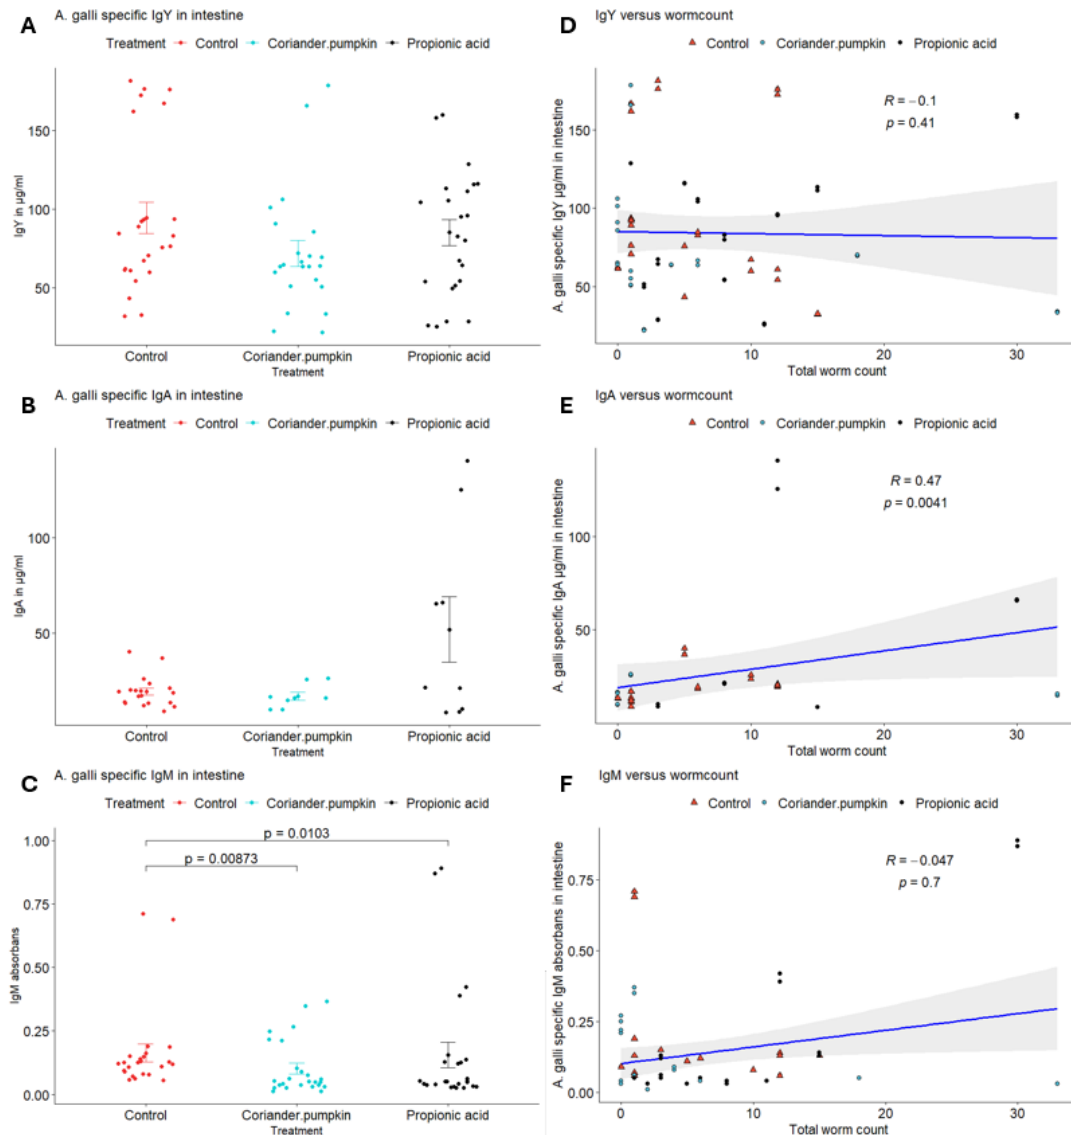 A
A. galli specific IgY in intestine
Treatment Control Coriander.pumpkin Propionic acid
IgY in µg/ml
150
100
50
Control Coriander.pumpkin Propionic acid
Treatment
D
IgY versus wormcount
Control Coriander.pumpkin Propionic acid
A. galli specific IgY µg/ml in intestine
150
100
50
R = −0.1
p = 0.41
0 10 20 30
Total worm count
B
A. galli specific IgA in intestine
Treatment Control Coriander.pumpkin Propionic acid
IgA in µg/ml
100
50
Control Coriander.pumpkin Propionic acid
Treatment
E
IgA versus wormcount
Control Coriander.pumpkin Propionic acid
A. galli specific IgA µg/ml in intestine
100
50
R = 0.47
p = 0.0041
0 10 20 30
Total worm count
C
A. galli specific IgM in intestine
Treatment Control Coriander.pumpkin Propionic acid
IgM absorbans
1.00
0.75
0.50
0.25
0.00
p = 0.0103
p = 0.00873
Control Coriander.pumpkin Propionic acid
Treatment
F
IgM versus wormcount
Control Coriander.pumpkin Propionic acid
A. galli specific IgM absorbans in intestine
0.75
0.50
0.25
0.00
R = −0.047
p = 0.7
0 10 20 30
Total worm count